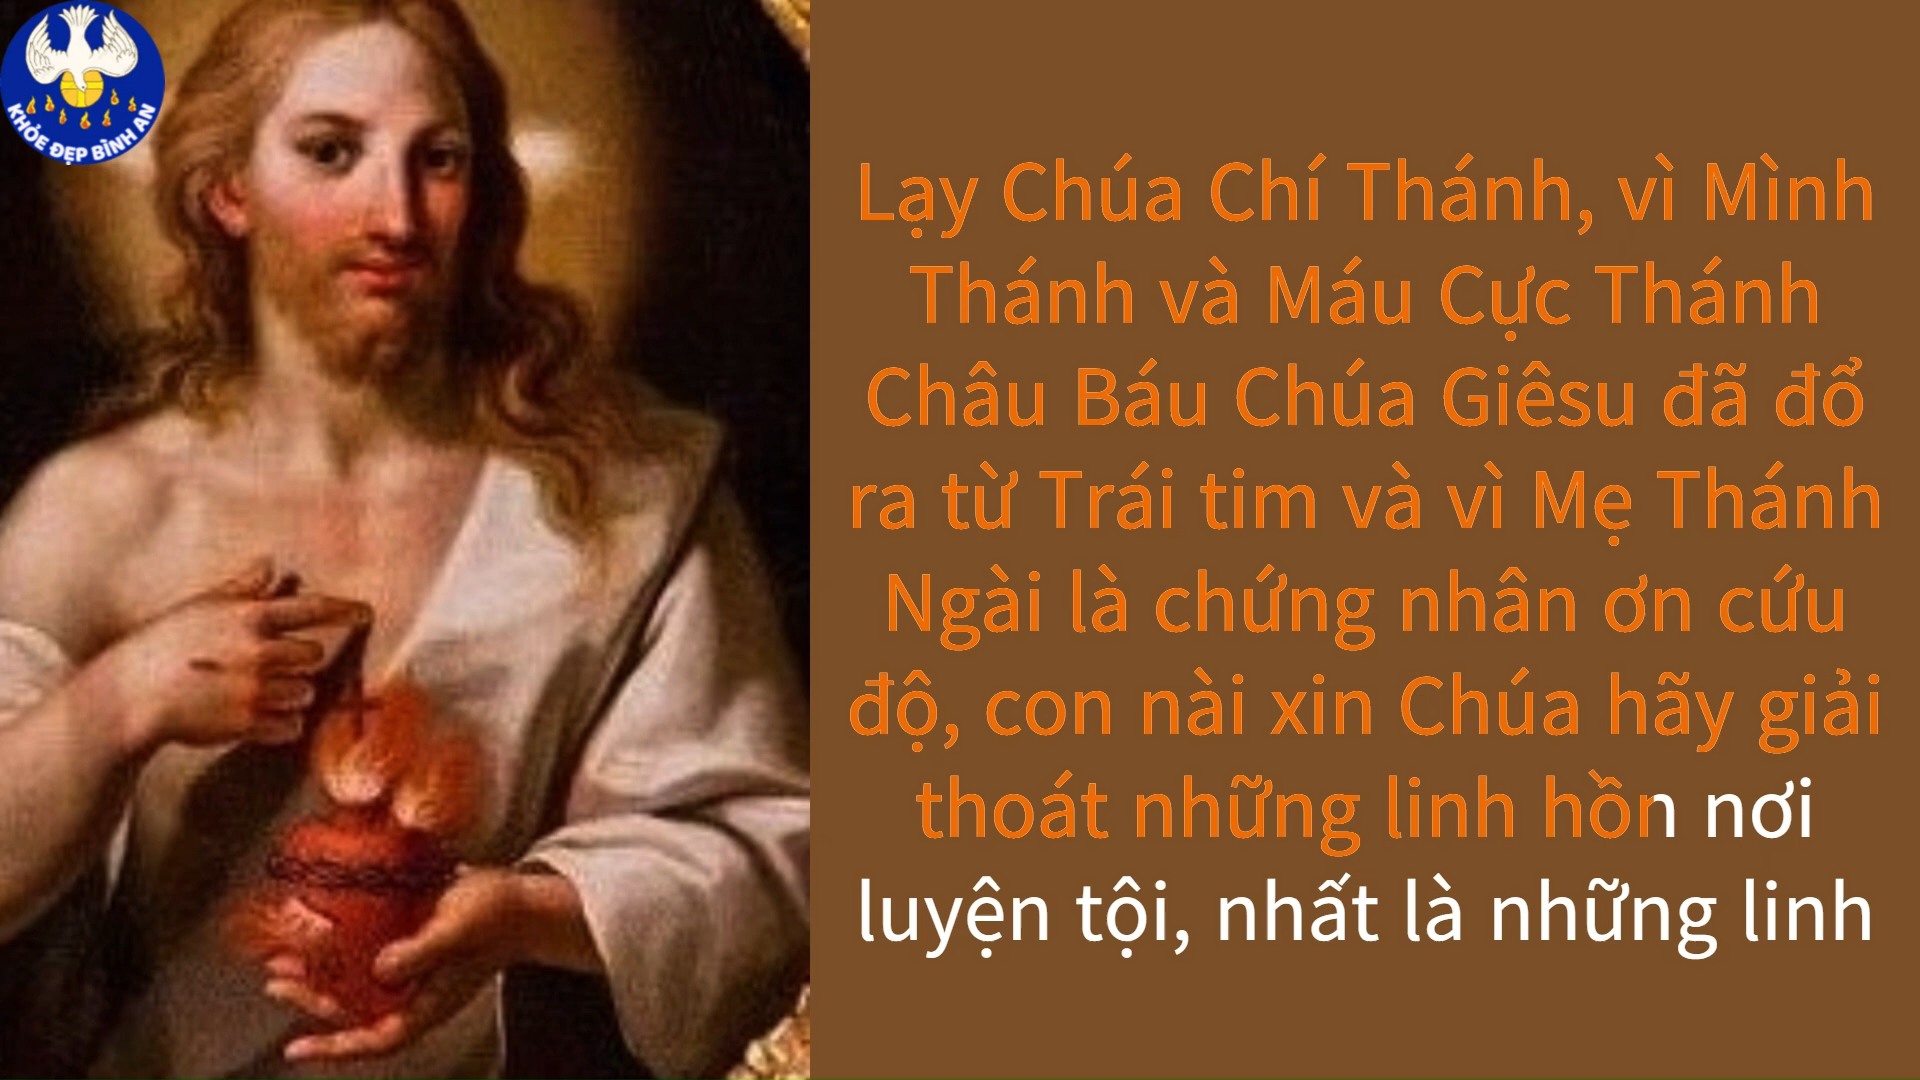 KHỎE ĐẸP BÌNH AN
Lạy Chúa Chí Thánh, vì Mình
Thánh và Máu Cực Thánh
Châu Báu Chúa Giêsu đã đổ
ra từ Trái tim và vì Mẹ Thánh
Ngài là chứng nhân ơn cứu
độ, con nài xin Chúa hãy giải
thoát những linh hồn nơi
luyện tội, nhất là những linh